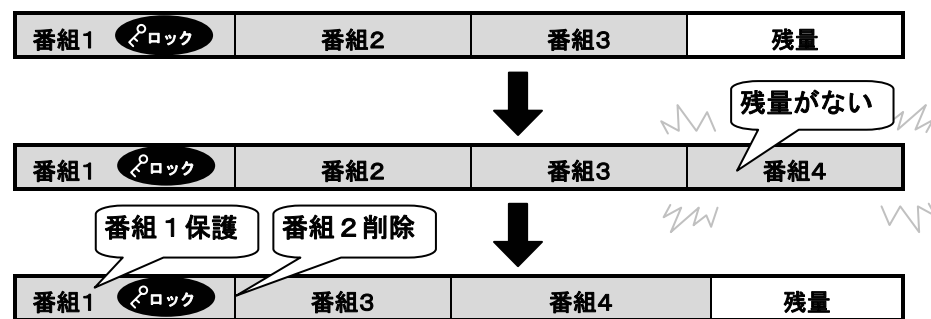 番組1 ロック 番組2 番組3 残量
残量がない
番組1 ロック 番組2 番組3 番組4
番組1保護 番組2削除
番組1 ロック 番組3 番組4 残量